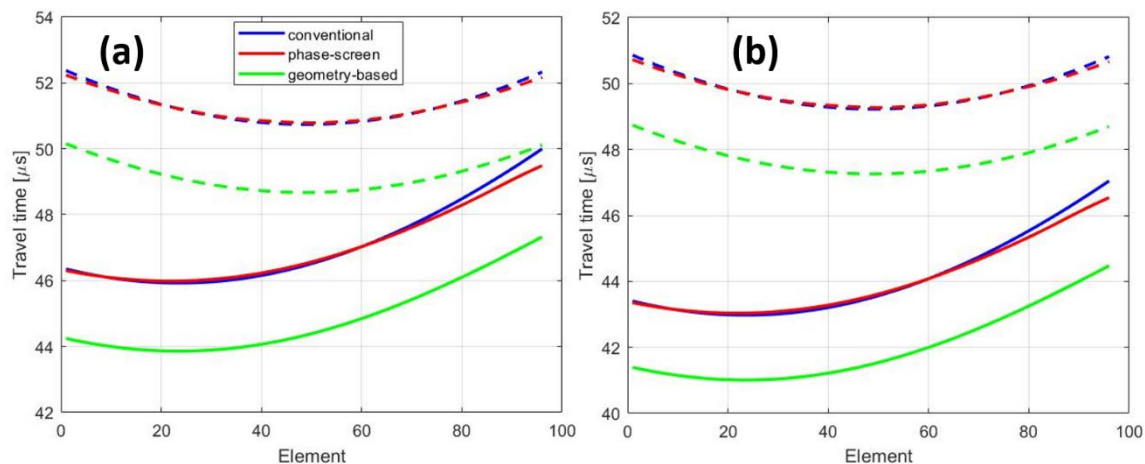 (a)
conventional
phase-screen
geometry-based
Travel time [μs]
54
52
50
48
46
44
42
0 20 40 60 80 100
Element
(b)
Travel time [μs]
52
50
48
46
44
42
40
0 20 40 60 80 100
Element